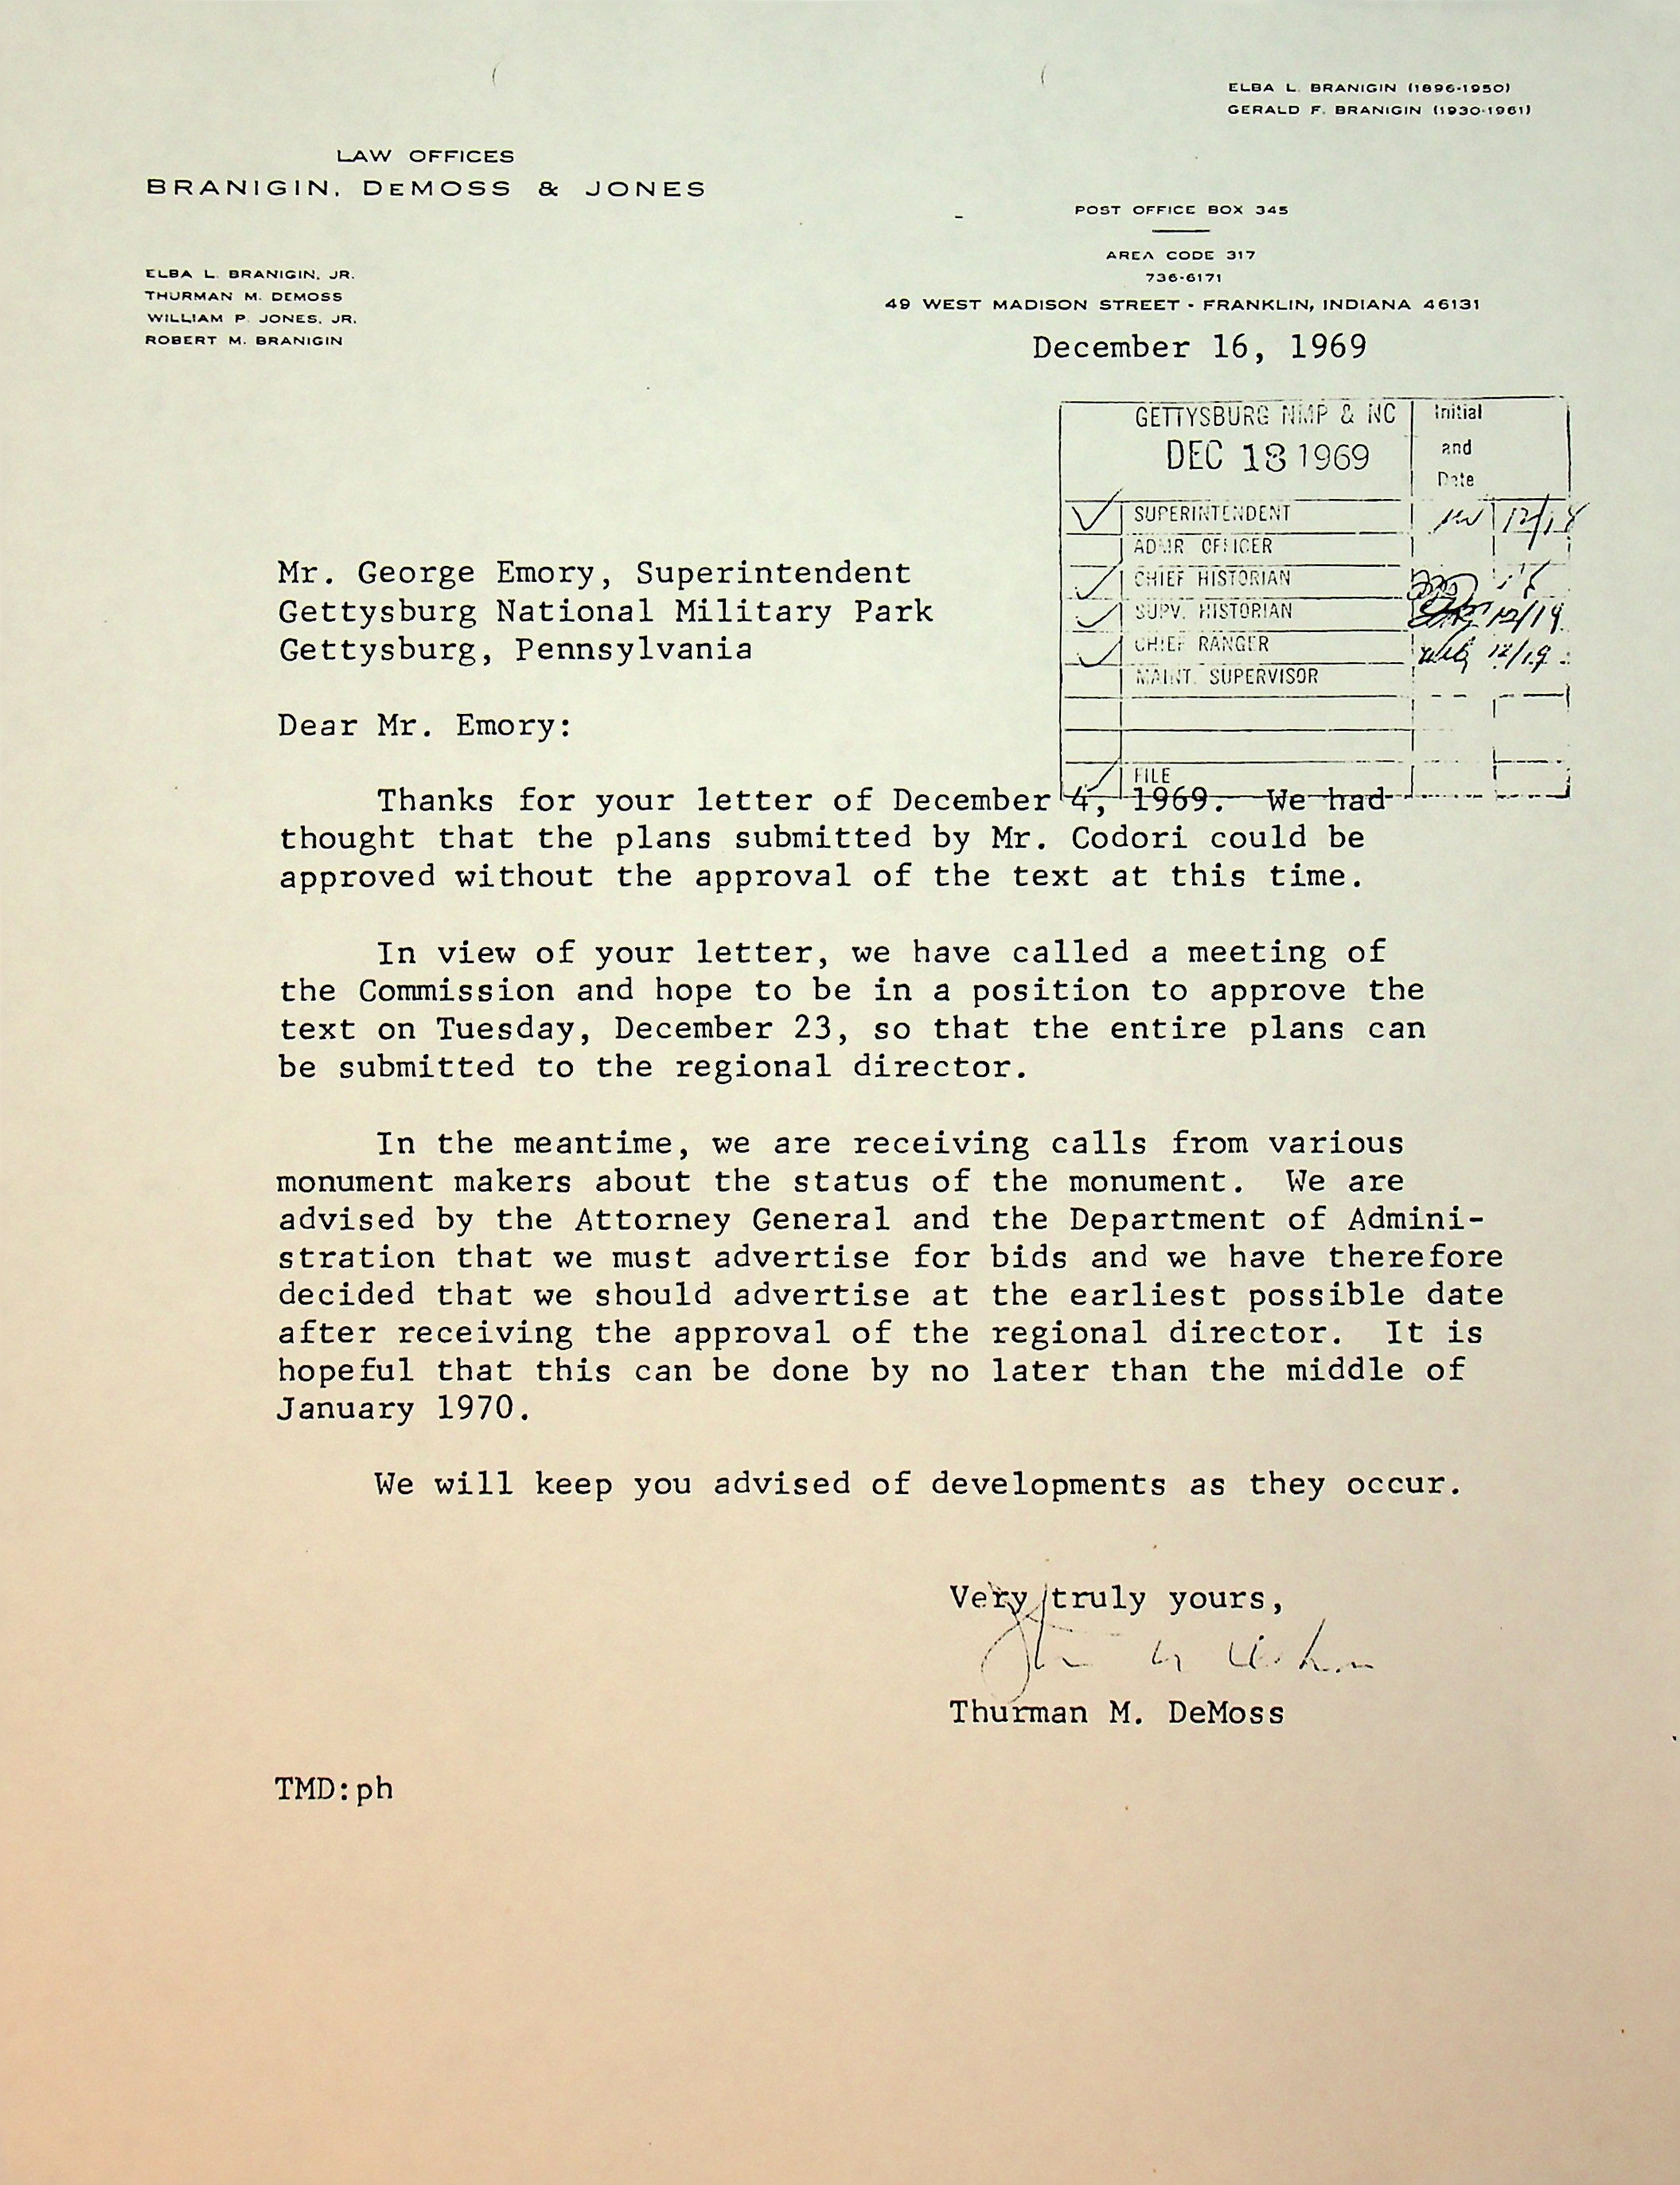 ELBA L. BRANIGIN (1896-1950)
GERALD F. BRANIGIN (1930-1961)
LAW OFFICES
BRANIGIN, DEMOSS & JONES
POST OFFICE BOX 345
AREA CODE 317
736-6171
49 WEST MADISON STREET - FRANKLIN, INDIANA 46131
ELBA L. BRANIGIN, JR.
THURMAN M. DEMOSS
WILLIAM P. JONES, JR.
ROBERT M. BRANIGIN
December 16, 1969
GETTYSBURG NMP & NC Initial
and
Date
DEC 18 1969
SUPERINTENDENT 12/18
ADMR OFFICER
CHIEF HISTORIAN
SUPV. HISTORIAN 12/19
CHIEF RANGER 12/19
MAINT. SUPERVISOR
FILE
Mr. George Emory, Superintendent
Gettysburg National Military Park
Gettysburg, Pennsylvania
Dear Mr. Emory:
Thanks for your letter of December 4, 1969. We had
thought that the plans submitted by Mr. Codori could be
approved without the approval of the text at this time.
In view of your letter, we have called a meeting of
the Commission and hope to be in a position to approve the
text on Tuesday, December 23, so that the entire plans can
be submitted to the regional director.
In the meantime, we are receiving calls from various
monument makers about the status of the monument. We are
advised by the Attorney General and the Department of Admini-
stration that we must advertise for bids and we have therefore
decided that we should advertise at the earliest possible date
after receiving the approval of the regional director. It is
hopeful that this can be done by no later than the middle of
January 1970.
We will keep you advised of developments as they occur.
Very truly yours,
Thurman M. DeMoss
TMD:ph